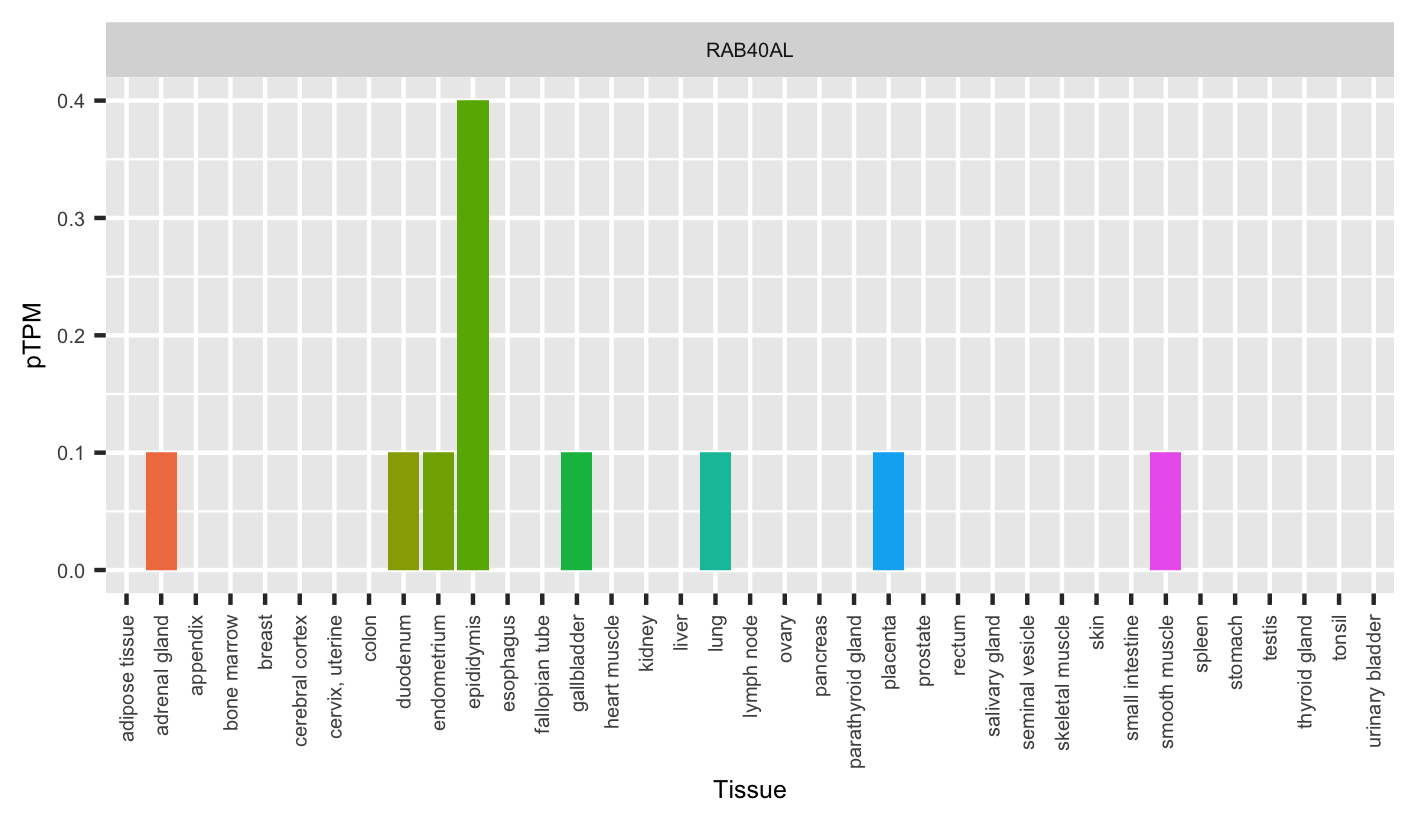 RAB40AL
pTPM
0.4
0.3
0.2
0.1
0.0
adipose tissue
adrenal gland
appendix
bone marrow
breast
cerebral cortex
cervix, uterine
colon
duodenum
endometrium
epididymis
esophagus
fallopian tube
gallbladder
heart muscle
kidney
liver
lung
lymph node
ovary
pancreas
parathyroid gland
placenta
prostate
rectum
salivary gland
seminal vesicle
skeletal muscle
skin
small intestine
smooth muscle
spleen
stomach
testis
thyroid gland
tonsil
urinary bladder
Tissue